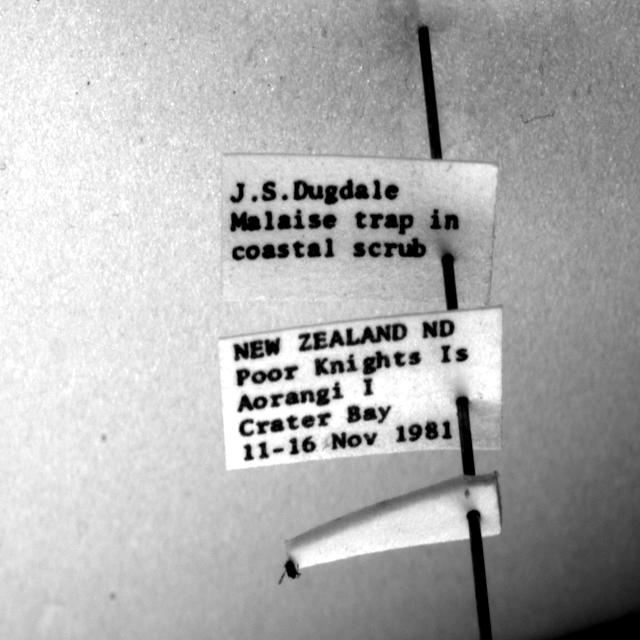 J.S.Dugdale
Malaise trap in
coastal scrub
NEW ZEALAND ND
Poor Knights Is
Aorangi I
Crater Bay
11-16 Nov 1981